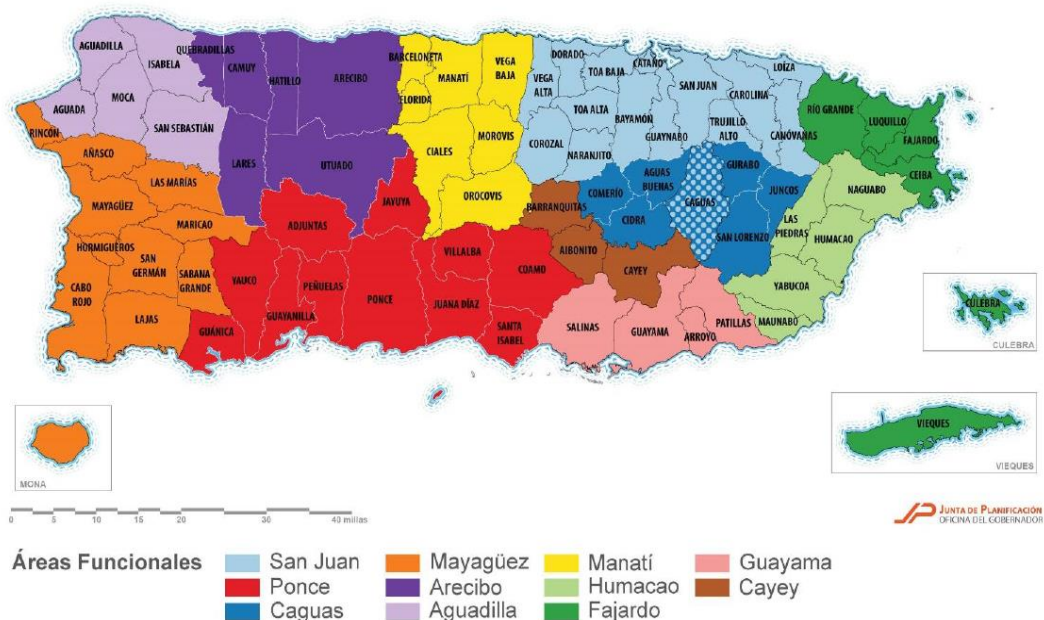 AGUADILLA
ISABELA
QUEBRADILLAS
CAMUY
HATILLO
ARECIBO
BARCELONETA
MANATÍ
VEGA
BAJA
FLORIDA
VEGA
ALTA
DORADO
TOA BAJA
CATAÑO
SAN JUAN
CAROLINA
LOÍZA
AGUADA
MOCA
SAN SEBASTIÁN
TOA ALTA
BAYAMÓN
GUAYNABO
TRUJILLO
ALTO
CANÓVANAS
RÍO GRANDE
LUQUILLO
FAJARDO
CEIBA
RINCÓN
AÑASCO
LARES
UTUADO
CIALES
MOROVIS
COROZAL
NARANJITO
LAS MARÍAS
MAYAGÜEZ
MARICAO
ADJUNTAS
JAYUYA
OROCOVIS
BARRANQUITAS
COMERÍO
AGUAS
BUENAS
CIDRA
CAGUAS
GURABO
JUNCOS
SAN LORENZO
LAS
PIEDRAS
NAGUABO
HUMACAO
HORMIGUEROS
SAN
GERMÁN
SABANA
GRANDE
CABO
ROJO
LAJAS
YAUCO
GUÁNICA
GUAYANILLA
PEÑUELAS
PONCE
VILLALBA
JUANA DÍAZ
COAMO
SANTA
ISABEL
AIBONITO
CAYEY
SALINAS
GUAYAMA
ARROYO
PATILLAS
YABUCOA
MAUNABO
CULEBRA
CULEBRA
VIEQUES
VIEQUES
MONA
0 5 10 15 20 30 40 millas
JP JUNTA DE PLANIFICACIÓN
OFICINA DEL GOBERNADOR
Áreas Funcionales
San Juan
Ponce
Caguas
Mayagüez
Arecibo
Aguadilla
Manatí
Humacao
Fajardo
Guayama
Cayey